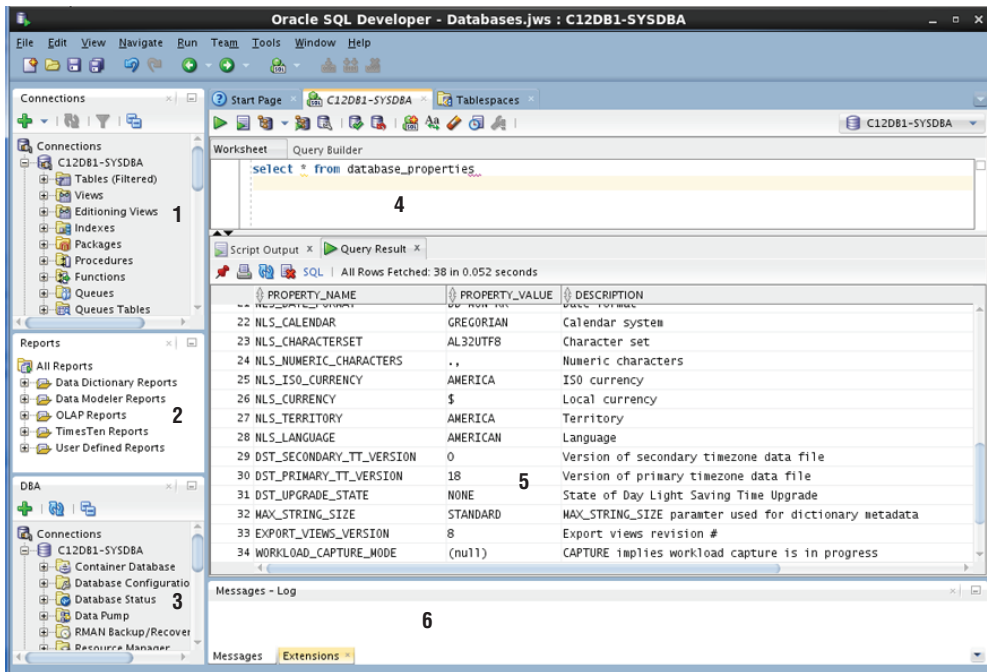 Oracle SQL Developer - Databases.jws : C12DB1-SYSDBA
File Edit View Navigate Run Team Tools Window Help
Connections
Connections
C12DB1-SYSDBA
Tables (Filtered)
Views
Editioning Views
Indexes
Packages
Procedures
Functions
Queues
Queues Tables
1
Reports
All Reports
Data Dictionary Reports
Data Modeler Reports
OLAP Reports
TimesTen Reports
User Defined Reports
2
DBA
Connections
C12DB1-SYSDBA
Container Database
Database Configuratio
Database Status
Data Pump
RMAN Backup/Recover
Resource Manager
3
Start Page C12DB1-SYSDBA Tablespaces
C12DB1-SYSDBA
Worksheet Query Builder
select * from database_properties
4
Script Output Query Result
SQL All Rows Fetched: 38 in 0.052 seconds
PROPERTY_NAME PROPERTY_VALUE DESCRIPTION
21 NLS_DATE_FORMAT DD-MON-RR Date format
22 NLS_CALENDAR GREGORIAN Calendar system
23 NLS_CHARACTERSET AL32UTF8 Character set
24 NLS_NUMERIC_CHARACTERS ., Numeric characters
25 NLS_ISO_CURRENCY AMERICA ISO currency
26 NLS_CURRENCY $ Local currency
27 NLS_TERRITORY AMERICA Territory
28 NLS_LANGUAGE AMERICAN Language
29 DST_SECONDARY_TT_VERSION 0 Version of secondary timezone data file
30 DST_PRIMARY_TT_VERSION 18 Version of primary timezone data file
31 DST_UPGRADE_STATE NONE State of Day Light Saving Time Upgrade
32 MAX_STRING_SIZE STANDARD MAX_STRING_SIZE paramter used for dictionary metadata
33 EXPORT_VIEWS_VERSION 8 Export views revision #
34 WORKLOAD_CAPTURE_MODE (null) CAPTURE implies workload capture is in progress
5
Messages - Log
6
Messages Extensions